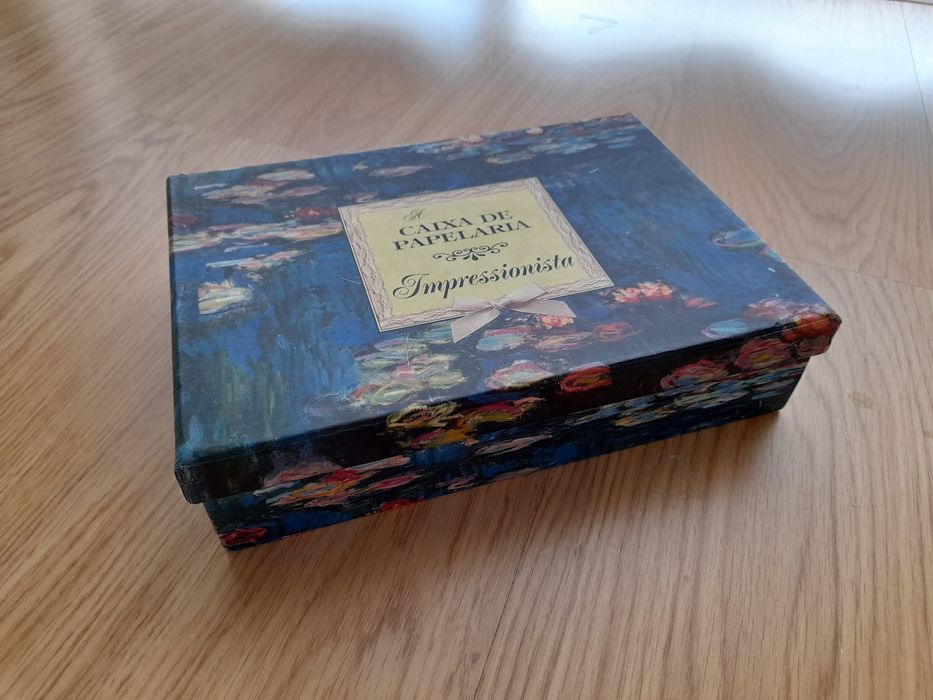 A
CAIXA DE
PAPELARIA
Impressionista